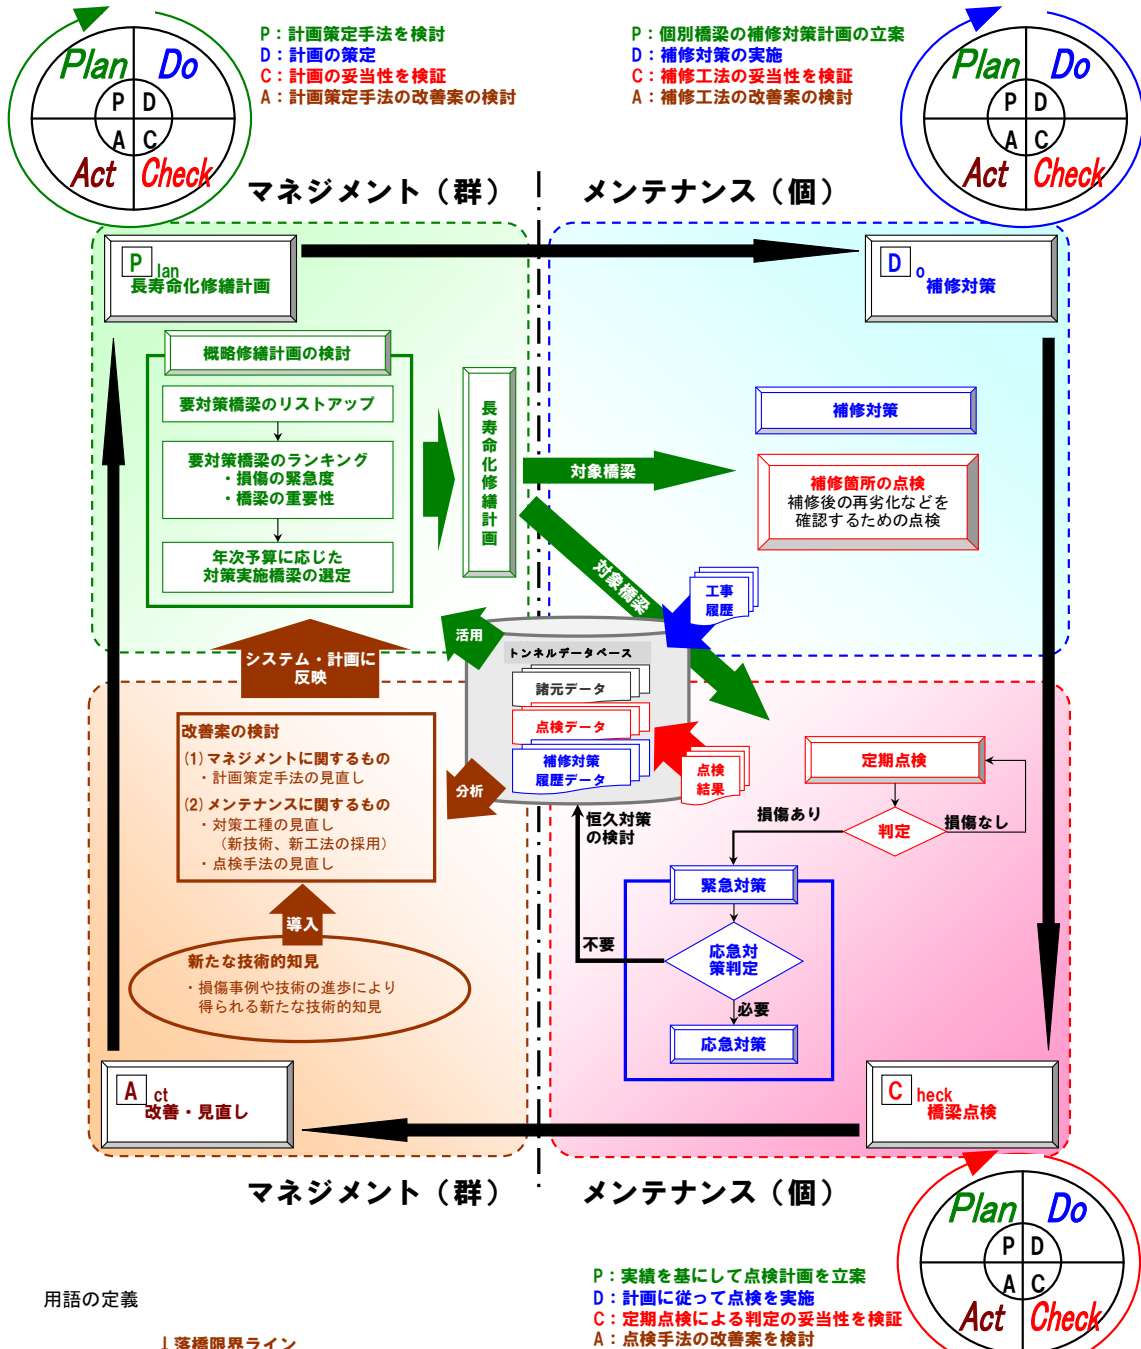 Plan Do
P D
A C
Act Check
P：計画策定手法を検討
D：計画の策定
C：計画の妥当性を検証
A：計画策定手法の改善案の検討
P：個別橋梁の補修対策計画の立案
D：補修対策の実施
C：補修工法の妥当性を検証
A：補修工法の改善案の検討
Plan Do
P D
A C
Act Check
マネジメント（群）
メンテナンス（個）
P lan
長寿命化修繕計画
D o
補修対策
概略修繕計画の検討
要対策橋梁のリストアップ
要対策橋梁のランキング
・損傷の緊急度
・橋梁の重要性
年次予算に応じた
対策実施橋梁の選定
長寿命化修繕計画
対象橋梁
対象橋梁
補修対策
補修箇所の点検
補修後の再劣化などを
確認するための点検
工事
履歴
活用
トンネルデータベース
諸元データ
点検データ
補修対策
履歴データ
点検
結果
分析
システム・計画に
反映
改善案の検討
(1)マネジメントに関するもの
・計画策定手法の見直し
(2)メンテナンスに関するもの
・対策工種の見直し
（新技術、新工法の採用）
・点検手法の見直し
導入
新たな技術的知見
・損傷事例や技術の進歩により
得られる新たな技術的知見
定期点検
判定
損傷あり
損傷なし
恒久対策
の検討
緊急対策
応急対
策判定
不要
必要
応急対策
A ct
改善・見直し
C heck
橋梁点検
マネジメント（群）
メンテナンス（個）
Plan Do
P D
A C
Act Check
P：実績を基にして点検計画を立案
D：計画に従って点検を実施
C：定期点検による判定の妥当性を検証
A：点検手法の改善案を検討
用語の定義
↓落橋限界ライン